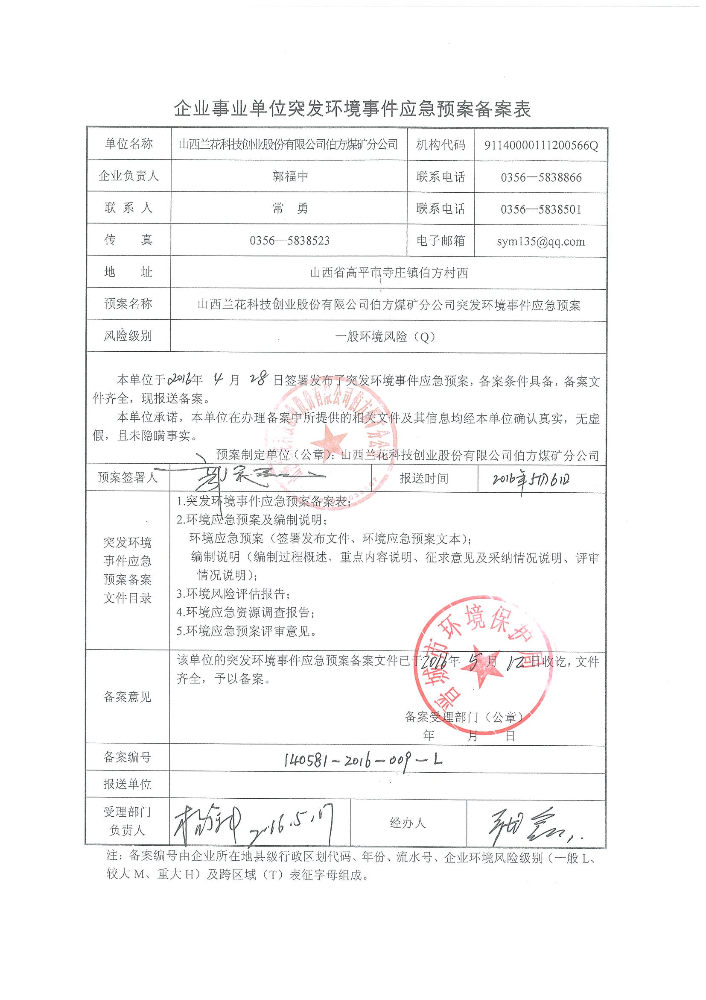 企业事业单位突发环境事件应急预案备案表
单位名称 山西兰花科技创业股份有限公司伯方煤矿分公司 机构代码 91140000111200566Q
企业负责人 郭福中 联系电话 0356—5838866
联系人 常 勇 联系电话 0356—5838501
传 真 0356—5838523 电子邮箱 sym135@qq.com
地 址 山西省高平市寺庄镇伯方村西
预案名称 山西兰花科技创业股份有限公司伯方煤矿分公司突发环境事件应急预案
风险级别 一般环境风险（Q）
本单位于2016年 4 月 28 日签署发布了突发环境事件应急预案，备案条件具备，备案文
件齐全，现报送备案。
本单位承诺，本单位在办理备案中所提供的相关文件及其信息均经本单位确认真实，无虚
假，且未隐瞒事实。
预案制定单位（公章）：山西兰花科技创业股份有限公司伯方煤矿分公司
预案签署人 报送时间 2016年5月6日
突发环境
事件应急
预案备案
文件目录
1.突发环境事件应急预案备案表；
2.环境应急预案及编制说明；
环境应急预案（签署发布文件、环境应急预案文本）；
编制说明（编制过程概述、重点内容说明、征求意见及采纳情况说明、评审
情况说明）；
3.环境风险评估报告；
4.环境应急资源调查报告；
5.环境应急预案评审意见。
晋城市环境保护局
备案意见
该单位的突发环境事件应急预案备案文件已于2016年 5 月 12 日收讫，文件
齐全，予以备案。
备案受理部门（公章）
年 月 日
备案编号 140581-2016-009-L
报送单位
受理部门
负责人
2016.5.17
经办人
注：备案编号由企业所在地县级行政区划代码、年份、流水号、企业环境风险级别（一般 L、
较大 M、重大 H）及跨区域（T）表征字母组成。